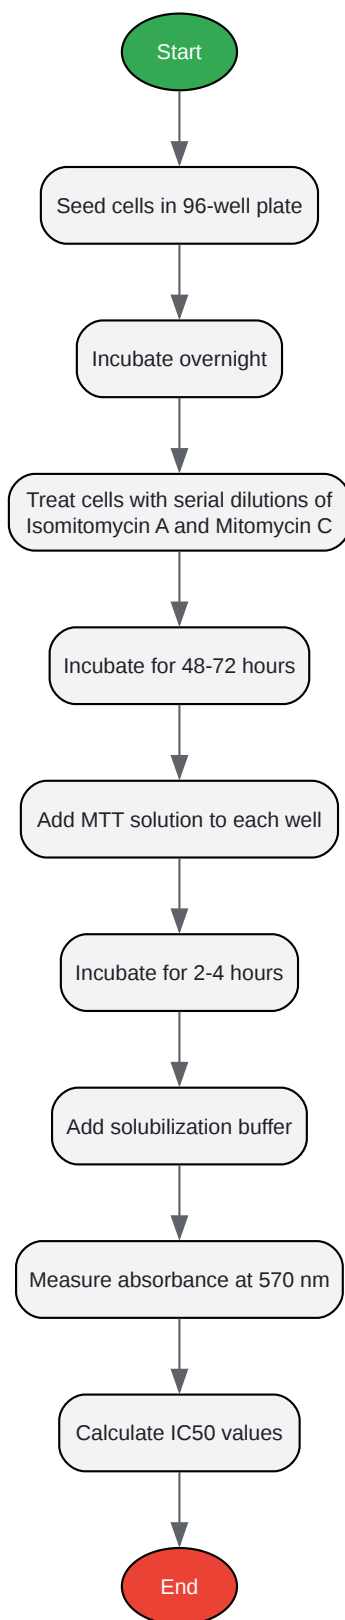 Start
Seed cells in 96-well plate
Incubate overnight
Treat cells with serial dilutions of
Isomitomycin A and Mitomycin C
Incubate for 48-72 hours
Add MTT solution to each well
Incubate for 2-4 hours
Add solubilization buffer
Measure absorbance at 570 nm
Calculate IC50 values
End